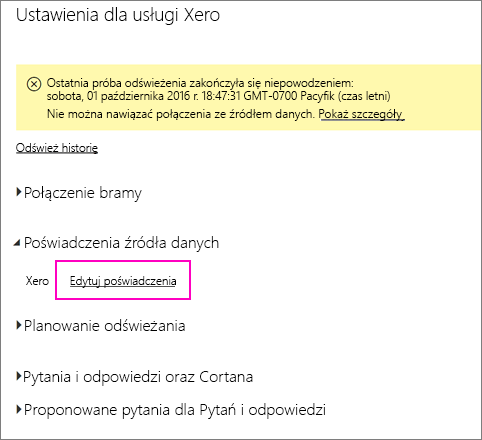 Ustawienia dla usługi Xero
Ostatnia próba odświeżenia zakończyła się niepowodzeniem:
sobota, 01 października 2016 r. 18:47:31 GMT-0700 Pacyfik (czas letni)
Nie można nawiązać połączenia ze źródłem danych. Pokaż szczegóły
Odśwież historię
Połączenie bramy
Poświadczenia źródła danych
Xero Edytuj poświadczenia
Planowanie odświeżania
Pytania i odpowiedzi oraz Cortana
Proponowane pytania dla Pytań i odpowiedzi